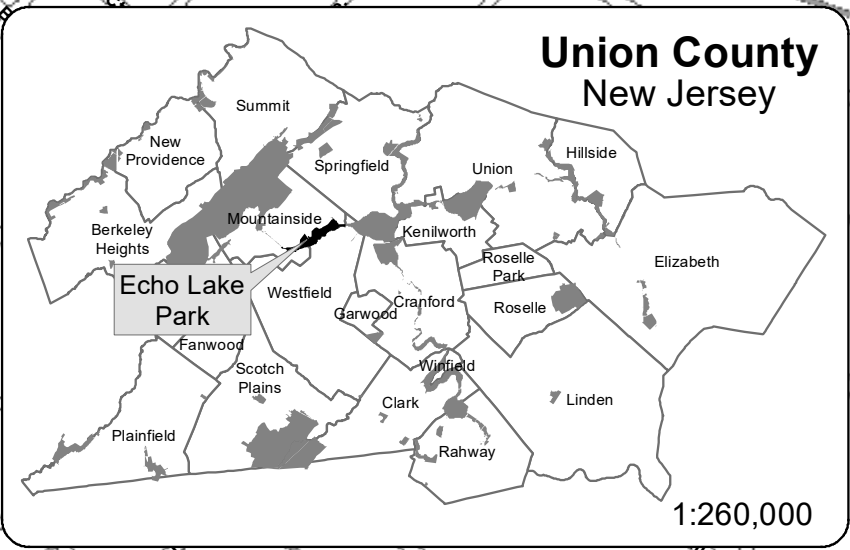 Union County
New Jersey
Summit
New
Providence
Springfield
Union
Hillside
Berkeley
Heights
Mountainside
Kenilworth
Elizabeth
Roselle
Park
Echo Lake
Park
Westfield
Garwood
Cranford
Roselle
Fanwood
Scotch
Plains
Winfield
Clark
Linden
Plainfield
Rahway
1:260,000